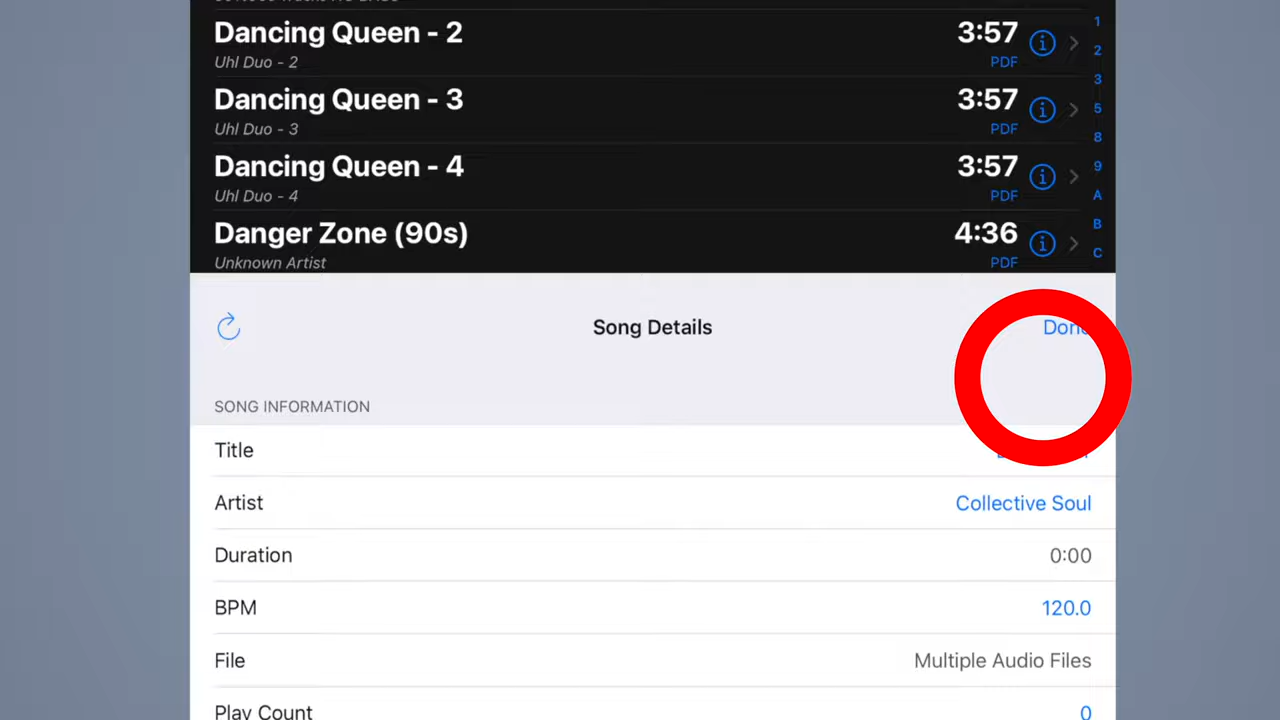 Dancing Queen - 2
3:57
1
2
Uhl Duo - 2
PDF
3
Dancing Queen - 3
3:57
5
Uhl Duo - 3
PDF
8
Dancing Queen - 4
3:57
9
Uhl Duo - 4
PDF
A
Danger Zone (90s)
4:36
B
C
Unknown Artist
PDF
Song Details
SONG INFORMATION
Title
Artist
Collective Soul
Duration
0:00
BPM
120.0
File
Multiple Audio Files
Play Count
0